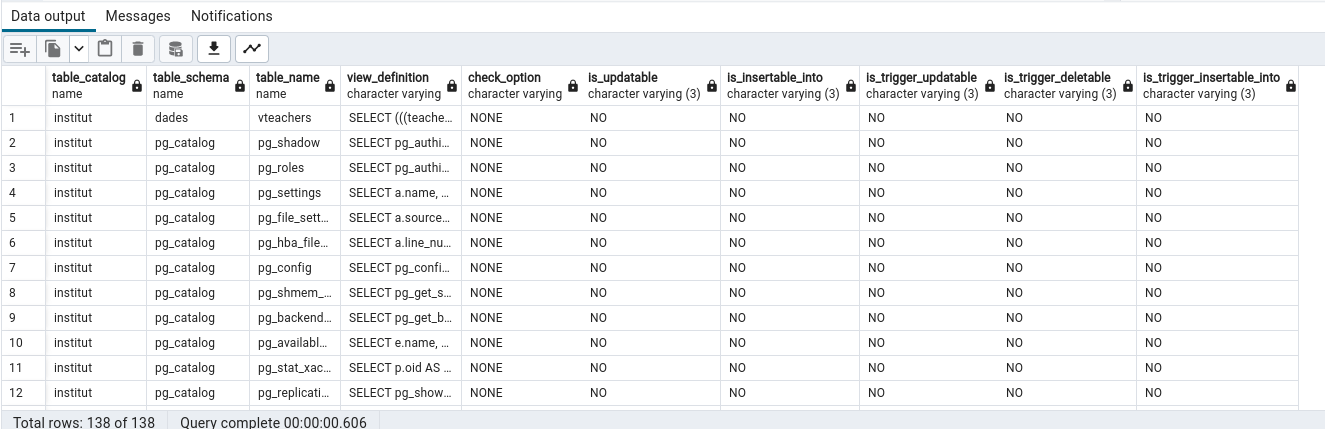 Data output Messages Notifications
table_catalog table_schema table_name view_definition check_option is_updatable is_insertable_into is_trigger_updatable is_trigger_deletable is_trigger_insertable_into
name name name character varying character varying character varying (3) character varying (3) character varying (3) character varying (3) character varying (3)
1 institut dades vteachers SELECT (((teache... NONE NO NO NO NO NO
2 institut pg_catalog pg_shadow SELECT pg_authi... NONE NO NO NO NO NO
3 institut pg_catalog pg_roles SELECT pg_authi... NONE NO NO NO NO NO
4 institut pg_catalog pg_settings SELECT a.name, ... NONE NO NO NO NO NO
5 institut pg_catalog pg_file_sett... SELECT a.source... NONE NO NO NO NO NO
6 institut pg_catalog pg_hba_file... SELECT a.line_nu... NONE NO NO NO NO NO
7 institut pg_catalog pg_config SELECT pg_confi... NONE NO NO NO NO NO
8 institut pg_catalog pg_shmem_... SELECT pg_get_s... NONE NO NO NO NO NO
9 institut pg_catalog pg_backend... SELECT pg_get_b... NONE NO NO NO NO NO
10 institut pg_catalog pg_availabl... SELECT e.name, ... NONE NO NO NO NO NO
11 institut pg_catalog pg_stat_xac... SELECT p.oid AS ... NONE NO NO NO NO NO
12 institut pg_catalog pg_replicati... SELECT pg_show... NONE NO NO NO NO NO
Total rows: 138 of 138 Query complete 00:00:00.606